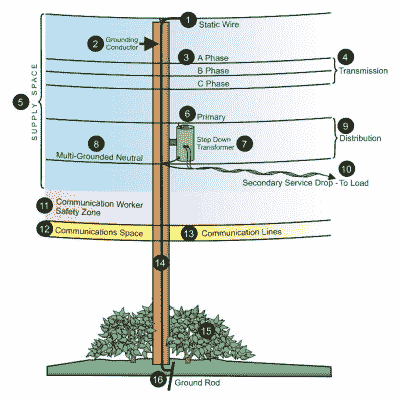 1
Static Wire
2
Grounding
Conductor
3
A Phase
4
B Phase
Transmission
C Phase
5
SUPPLY SPACE
6
Primary
9
Step Down
Transformer
7
8
Distribution
Multi-Grounded Neutral
10
Secondary Service Drop - To Load
11
Communication Worker
Safety Zone
12
Communications Space
13
Communication Lines
14
15
16
Ground Rod